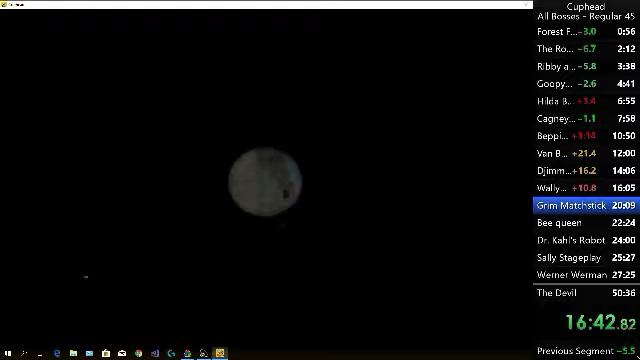 Cuphead
Cuphead
All Bosses - Regular 45
Forest F... −3.0 0:56
The Ro... −6.7 2:12
Ribby a... −5.8 3:38
Goopy... −2.6 4:41
Hilda B... +3.4 6:55
Cagney... −1.1 7:58
Beppi... +3:14 10:50
Van B... +21.4 12:00
Djimm... +16.2 14:06
Wally... +10.8 16:05
Grim Matchstick 20:09
Bee queen 22:24
Dr. Kahl's Robot 24:00
Sally Stageplay 25:27
Werner Werman 27:25
The Devil 50:36
16:42.82
Previous Segment −5.5